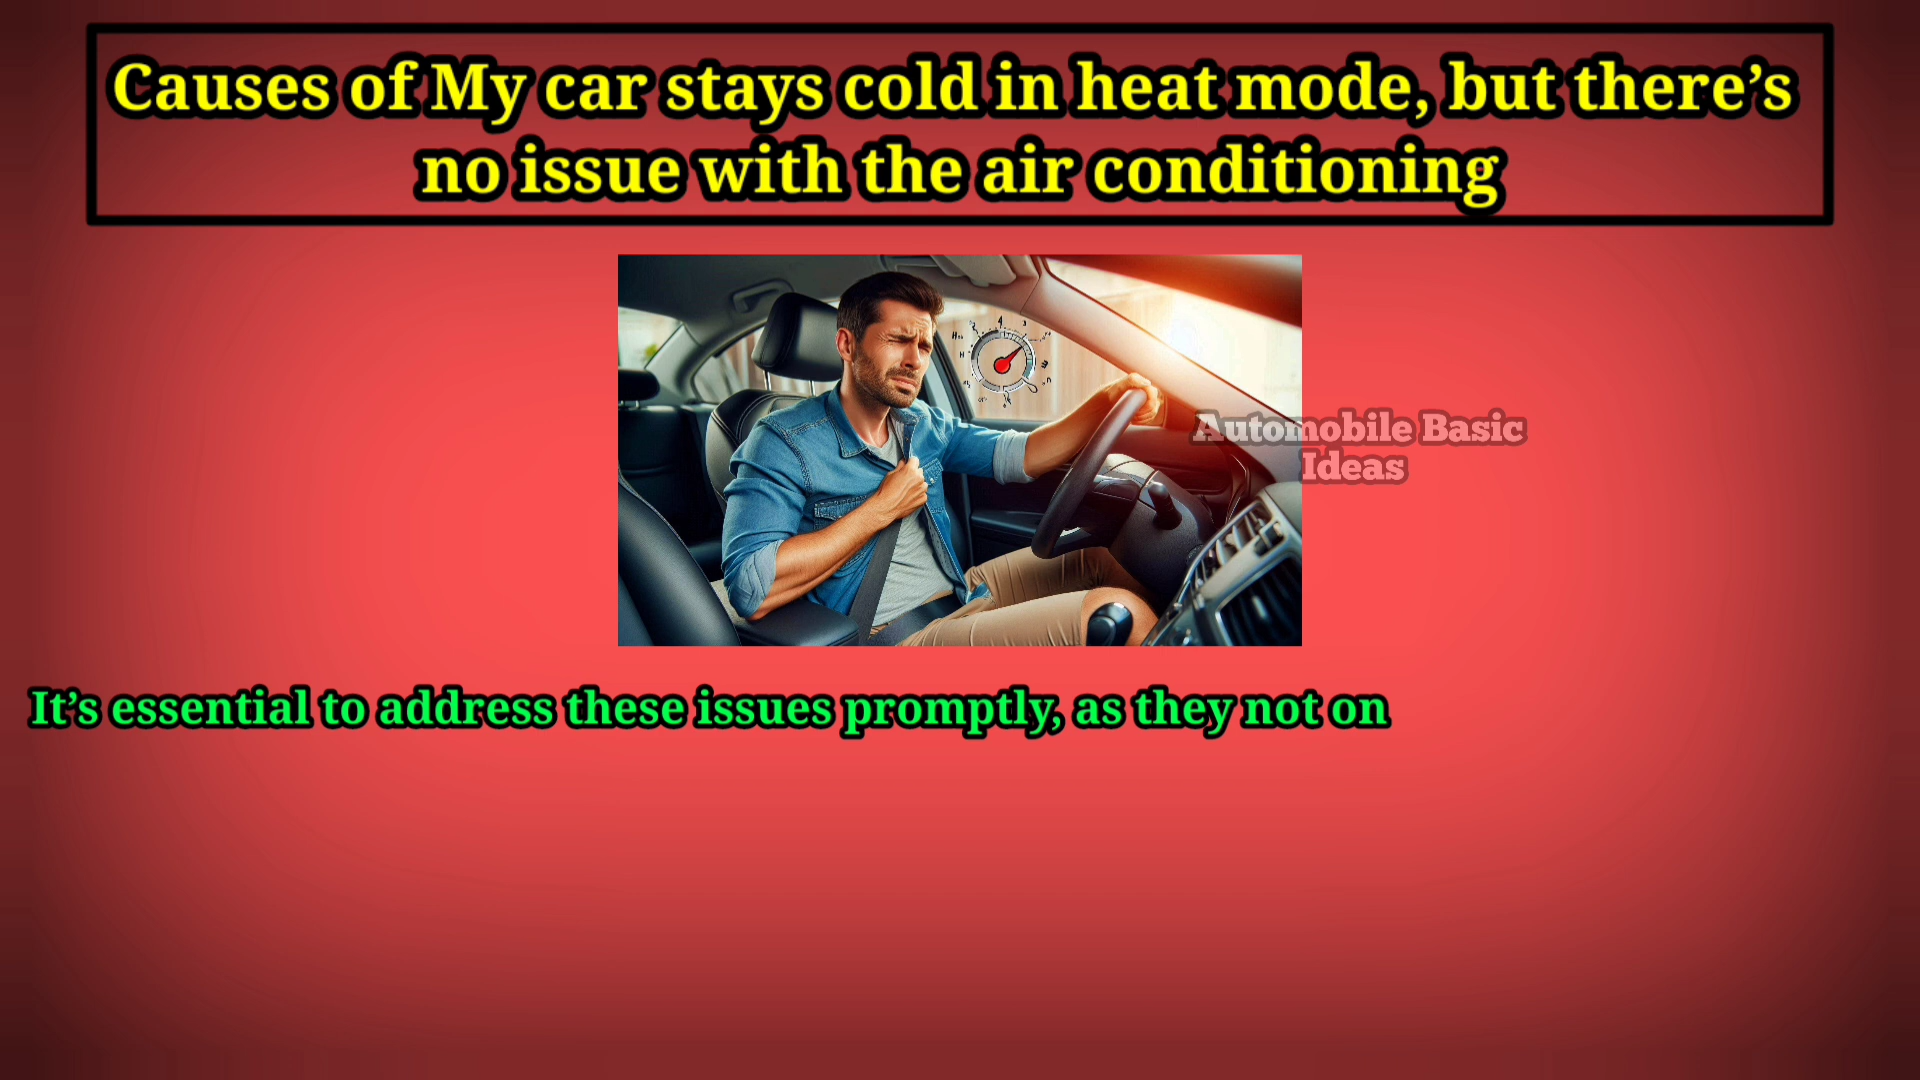 Causes of My car stays cold in heat mode, but there’s
no issue with the air conditioning
Automobile Basic
Ideas
It’s essential to address these issues promptly, as they not on